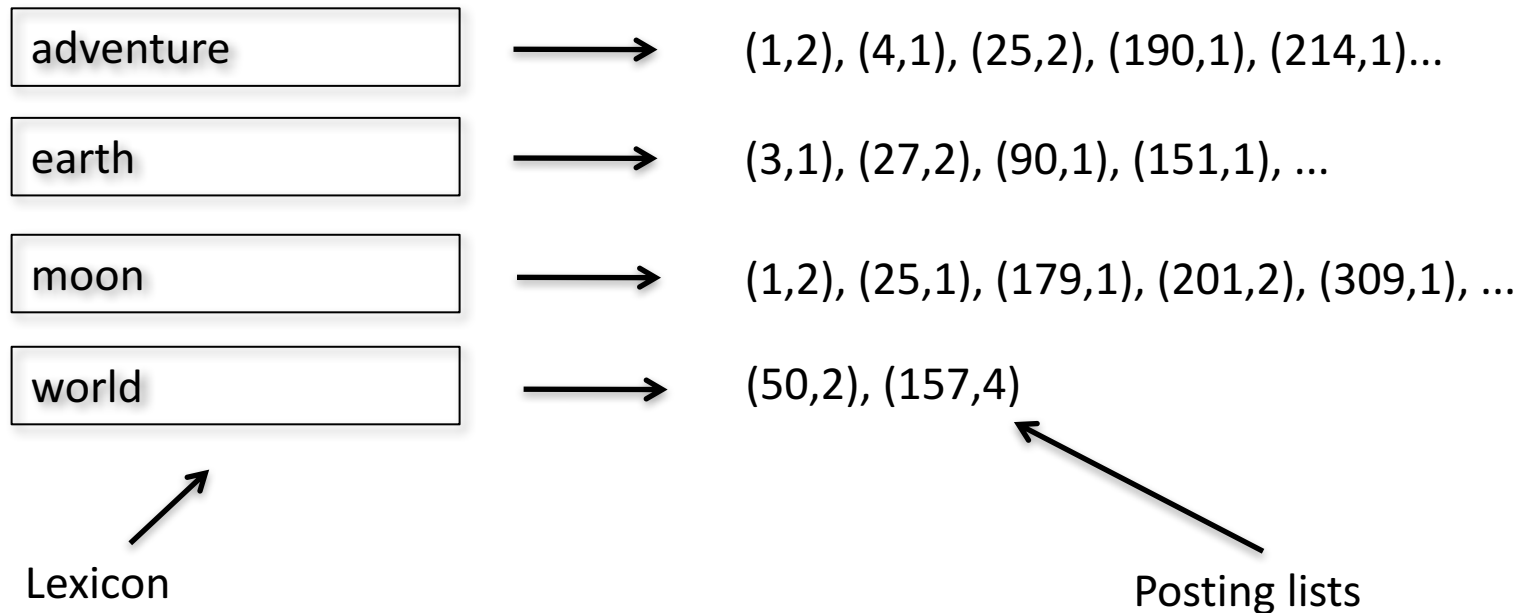 adventure (1,2), (4,1), (25,2), (190,1), (214,1)...
earth (3,1), (27,2), (90,1), (151,1), ...
moon (1,2), (25,1), (179,1), (201,2), (309,1), ...
world (50,2), (157,4)
Lexicon Posting lists